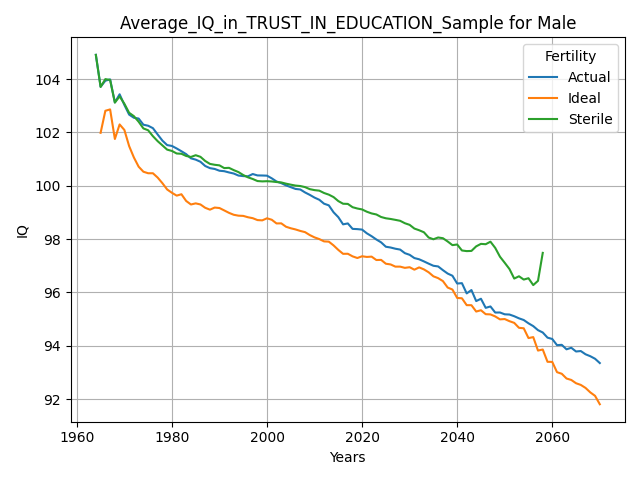 Average_IQ_in_TRUST_IN_EDUCATION_Sample for Male
Fertility
Actual
Ideal
Sterile
IQ
104
102
100
98
96
94
92
1960
1980
2000
2020
2040
2060
Years